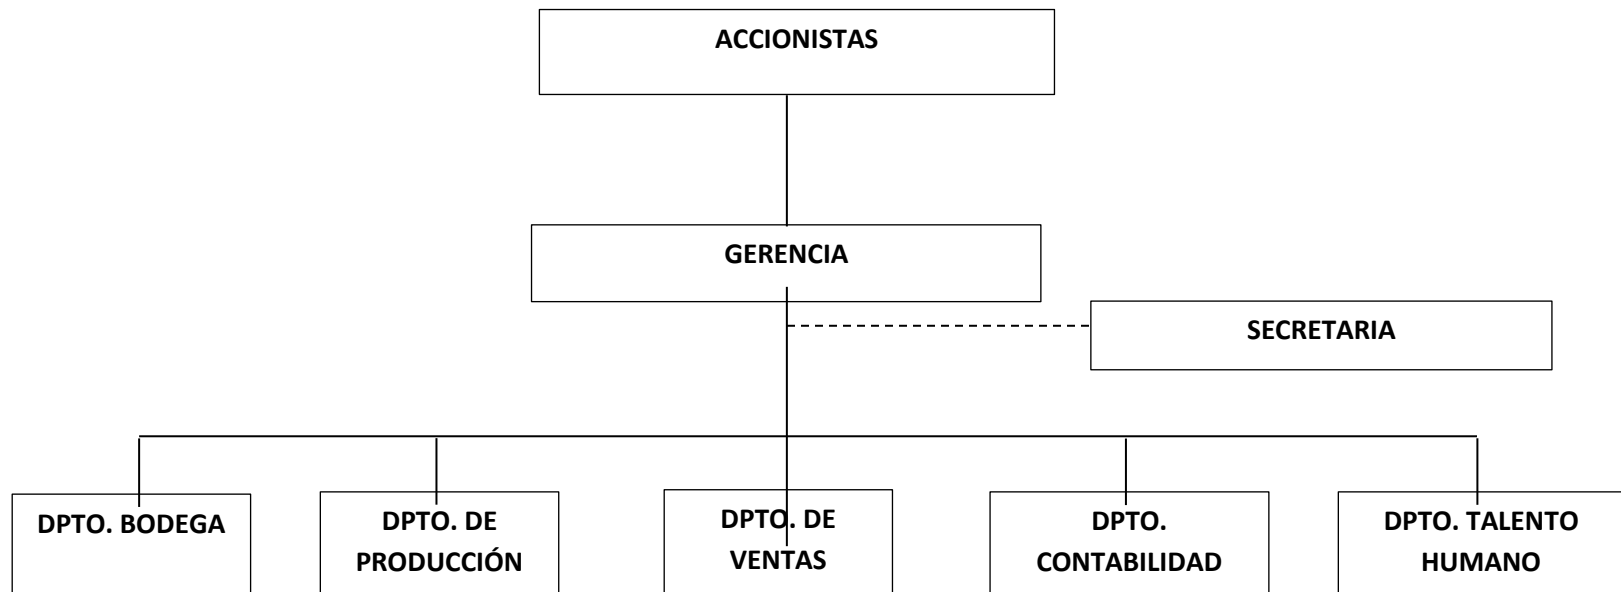 ACCIONISTAS
GERENCIA
SECRETARIA
DPTO. BODEGA
DPTO. DE
PRODUCCIÓN
DPTO. DE
VENTAS
DPTO.
CONTABILIDAD
DPTO. TALENTO
HUMANO